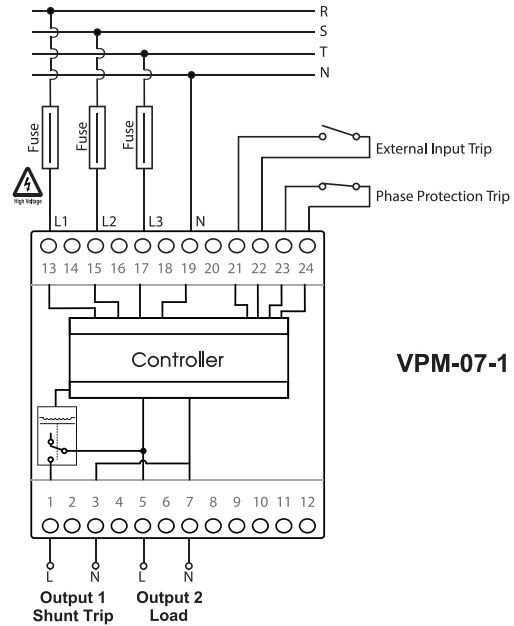 R
S
T
N
Fuse
Fuse
Fuse
External Input Trip
Phase Protection Trip
High Voltage
L1 L2 L3 N
13 14 15 16 17 18 19 20 21 22 23 24
Controller
VPM-07-1
1 2 3 4 5 6 7 8 9 10 11 12
L N L N
Output 1 Output 2
Shunt Trip Load